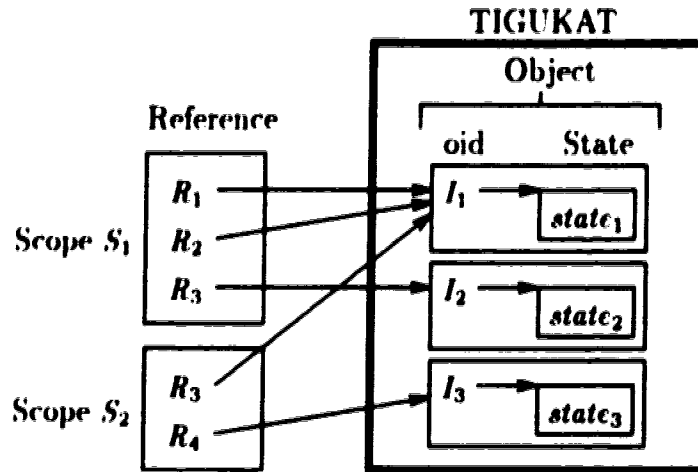 TIGUKAT
Object
Reference
oid State
Scope S₁
R₁
R₂
R₃
I₁ state₁
I₂ state₂
Scope S₂
R₃
R₄
I₃ state₃